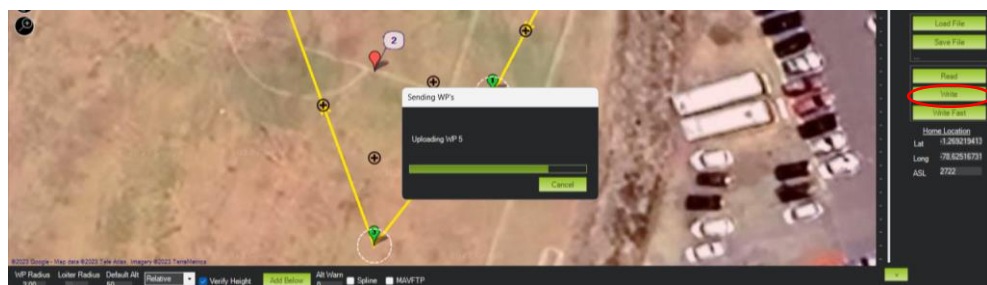 Load File
Save File
...
Read
Write
Write Fast
Home Location
Lat -1.269219413
Long -78.62516731
ASL 2722
2
Sending WP's
Uploading WP 5
Cancel
©2023 Google - Map data ©2023 Tele Atlas, Imagery ©2023 TerraMetrics
WP Radius Loiter Radius Default Alt Alt Warn
Relative Verify Height Add Below Spline MAVFTP